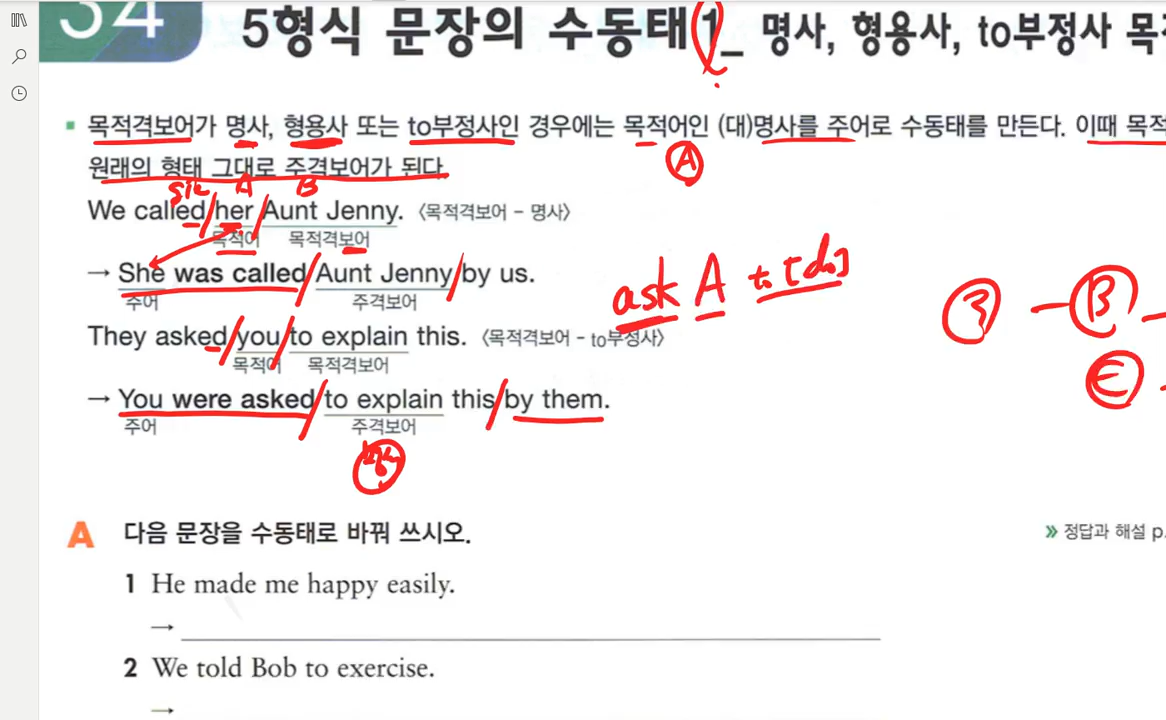 34 5형식 문장의 수동태 1_ 명사, 형용사, to부정사 목
목적격보어가 명사, 형용사 또는 to부정사인 경우에는 목적어인 (대)명사를 주어로 수동태를 만든다. 이때 목적
원래의 형태 그대로 주격보어가 된다.
A
A B
We called her Aunt Jenny. 〈목적격보어 – 명사〉
목적어 목적격보어
→ She was called Aunt Jenny by us.
주어 주격보어
ask A to [do]
3 B
They asked you to explain this. 〈목적격보어 – to부정사〉
목적어 목적격보어
→ You were asked to explain this by them.
주어 주격보어
A 다음 문장을 수동태로 바꿔 쓰시오.
» 정답과 해설 p.
1 He made me happy easily.
→
2 We told Bob to exercise.
→